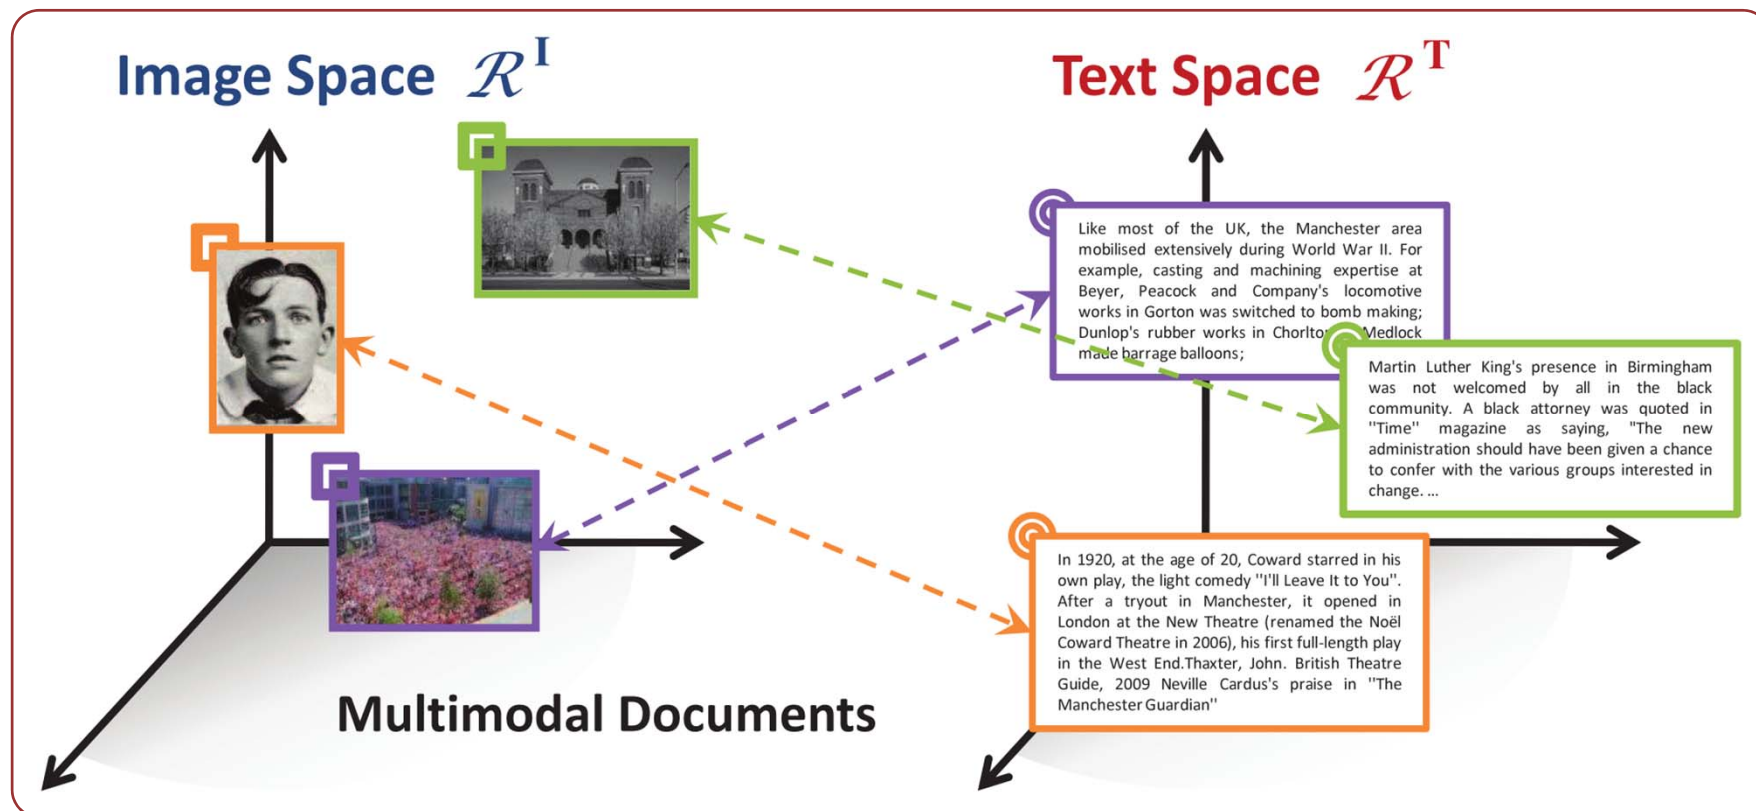 Image Space ℛ^I
Text Space ℛ^T
Like most of the UK, the Manchester area
mobilised extensively during World War II. For
example, casting and machining expertise at
Beyer, Peacock and Company's locomotive
works in Gorton was switched to bomb making;
Dunlop's rubber works in Medlock
made barrage balloons;
Martin Luther King's presence in Birmingham
was not welcomed by all in the black
community. A black attorney was quoted in
''Time'' magazine as saying, "The new
administration should have been given a chance
to confer with the various groups interested in
change. ...
In 1920, at the age of 20, Coward starred in his
own play, the light comedy ''I'll Leave It to You''.
After a tryout in Manchester, it opened in
London at the New Theatre (renamed the Noël
Coward Theatre in 2006), his first full-length play
in the West End.Thaxter, John. British Theatre
Guide, 2009 Neville Cardus's praise in ''The
Manchester Guardian''
Multimodal Documents